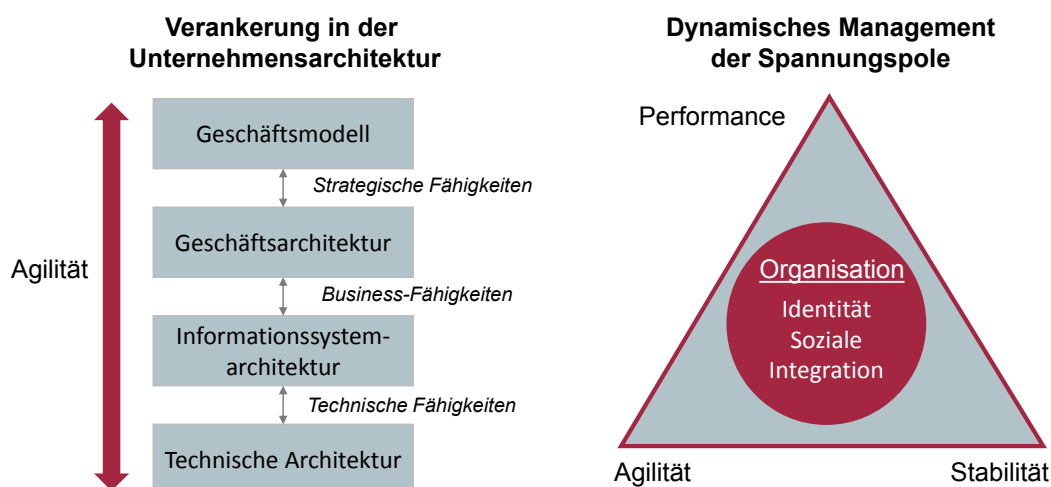 Verankerung in der
Unternehmensarchitektur
Agilität
Geschäftsmodell
Strategische Fähigkeiten
Geschäftsarchitektur
Business-Fähigkeiten
Informationssystem-
architektur
Technische Fähigkeiten
Technische Architektur
Dynamisches Management
der Spannungspole
Performance
Organisation
Identität
Soziale
Integration
Agilität
Stabilität